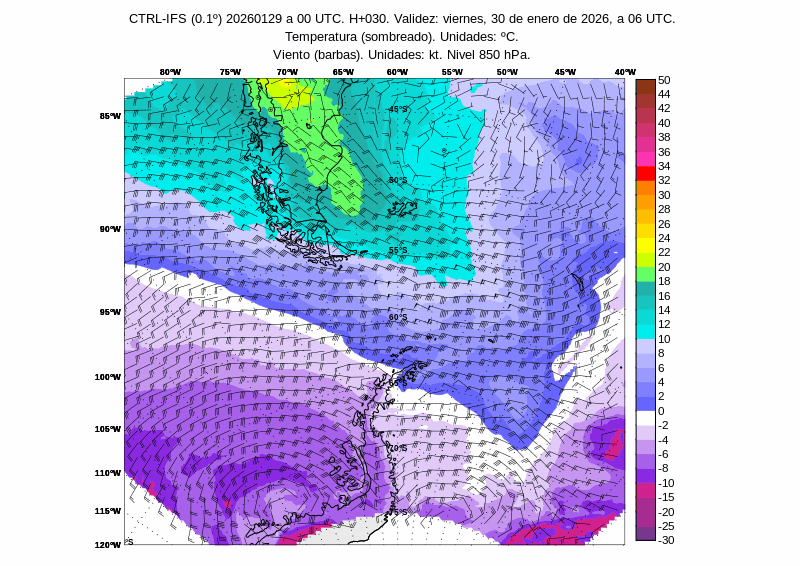 CTRL-IFS (0.1º) 20260129 a 00 UTC. H+030. Validez: viernes, 30 de enero de 2026, a 06 UTC.
Temperatura (sombreado). Unidades: ºC.
Viento (barbas). Unidades: kt. Nivel 850 hPa.
80°W 75°W 70°W 65°W 60°W 55°W 50°W 45°W 40°W
85°W
90°W
95°W
100°W
105°W
110°W
115°W
120°W
45°S
50°S
55°S
60°S
65°S
70°S
75°S
°S
50
44
42
40
38
36
34
32
30
28
26
24
22
20
18
16
14
12
10
8
6
4
2
0
-2
-4
-6
-8
-10
-15
-20
-25
-30